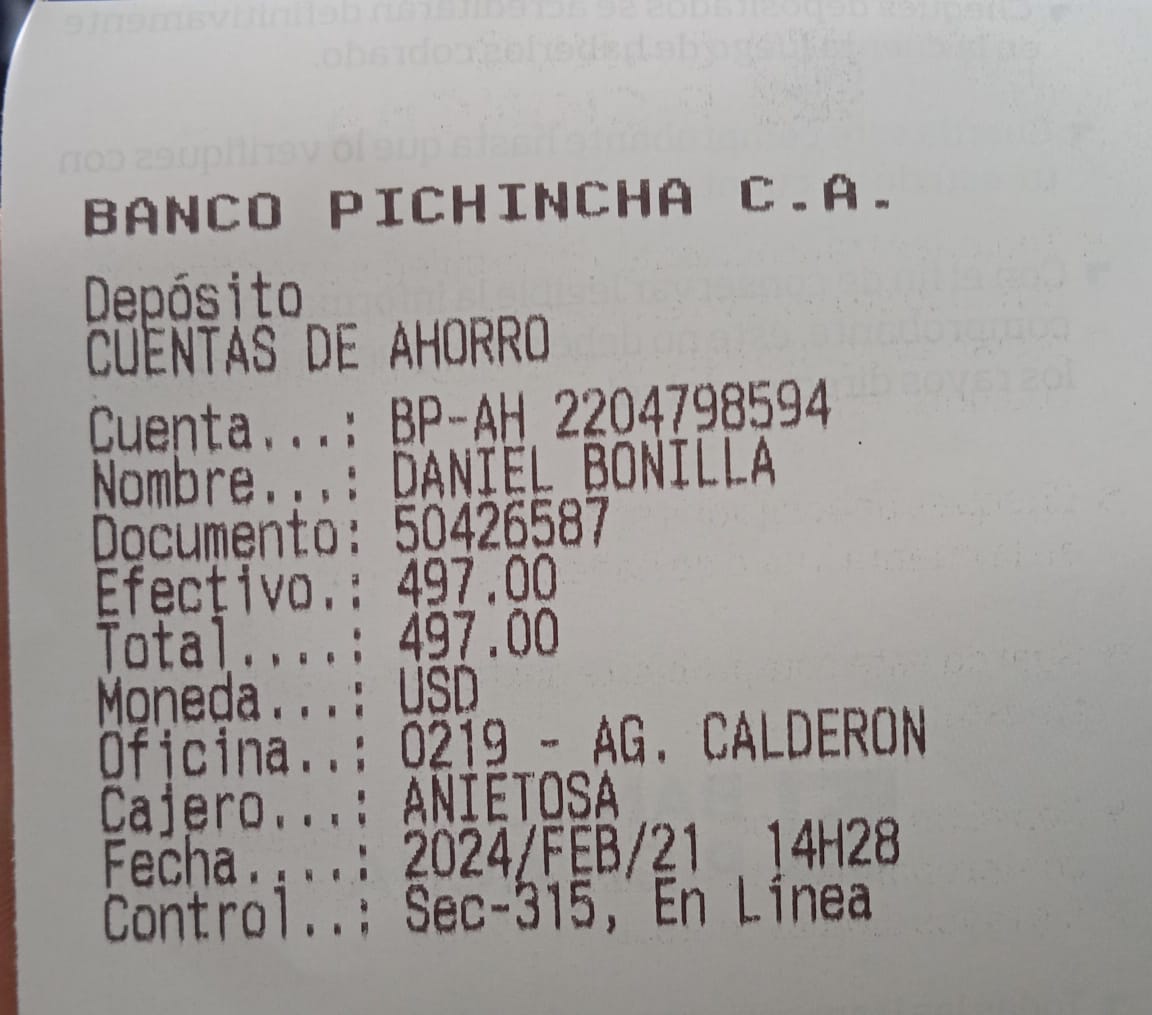 BANCO PICHINCHA C.A.
Depósito
CUENTAS DE AHORRO
Cuenta...: BP-AH 2204798594
Nombre...: DANIEL BONILLA
Documento: 50426587
Efectivo.: 497.00
Total....: 497.00
Moneda...: USD
Oficina..: 0219 - AG. CALDERON
Cajero...: ANIETOSA
Fecha....: 2024/FEB/21 14H28
Control..: Sec-315, En Línea